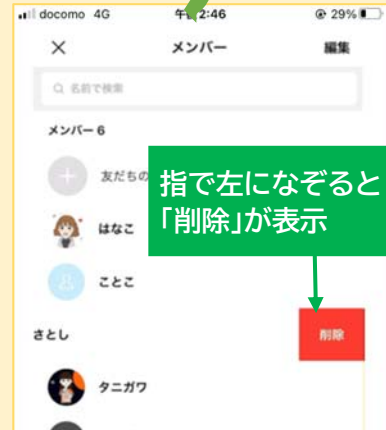 docomo 4G 2:46 29%
メンバー 編集
名前で検索
メンバー 6
友だちの
指で左になぞると
「削除」が表示
はなこ
ことこ
さとし 削除
タニガワ